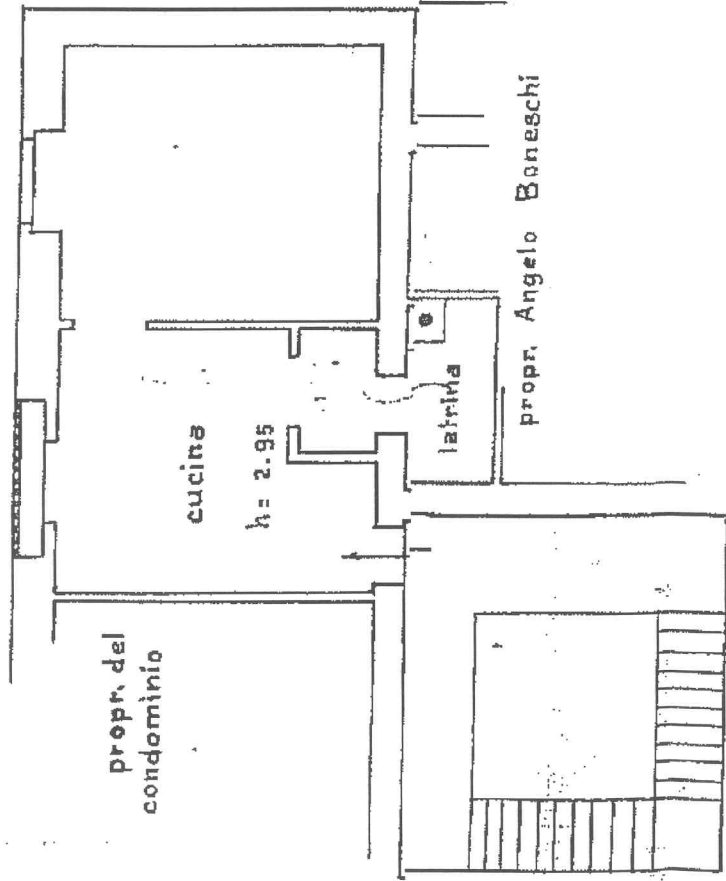 propr. del
condominio
cucina
h= 2.95
latrina
propr. Angelo Boneschi